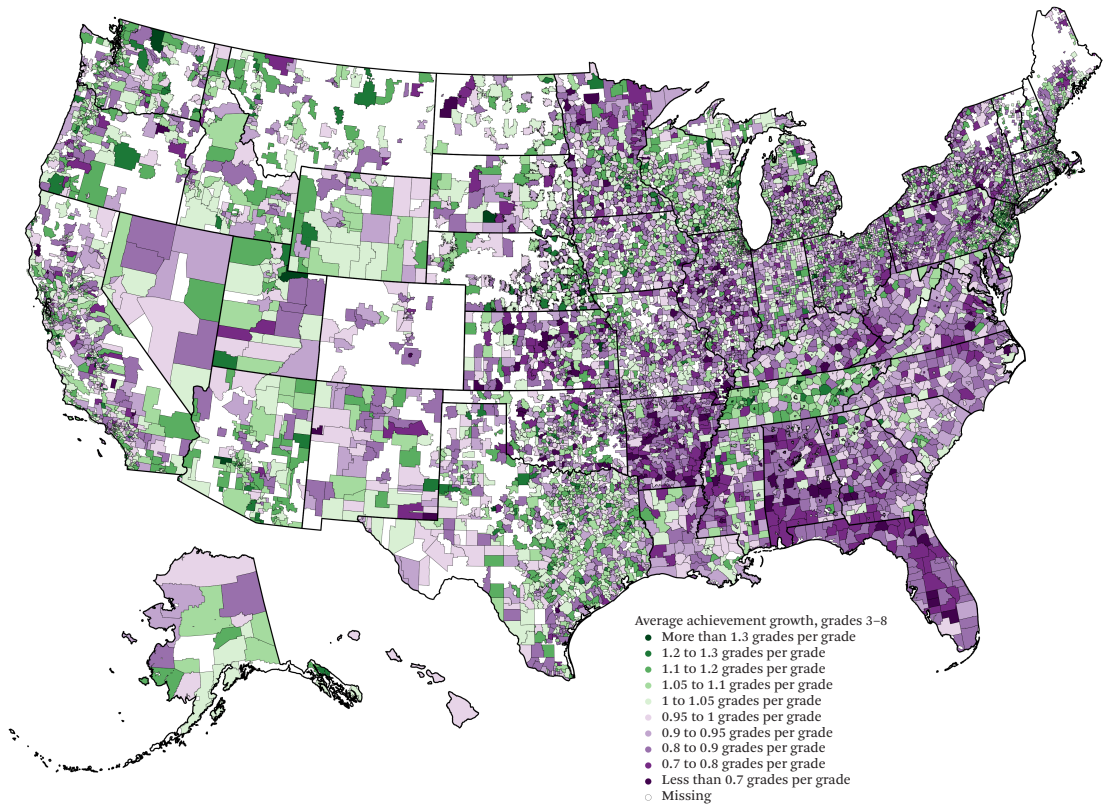 Average achievement growth, grades 3–8
More than 1.3 grades per grade
1.2 to 1.3 grades per grade
1.1 to 1.2 grades per grade
1.05 to 1.1 grades per grade
1 to 1.05 grades per grade
0.95 to 1 grades per grade
0.9 to 0.95 grades per grade
0.8 to 0.9 grades per grade
0.7 to 0.8 grades per grade
Less than 0.7 grades per grade
Missing